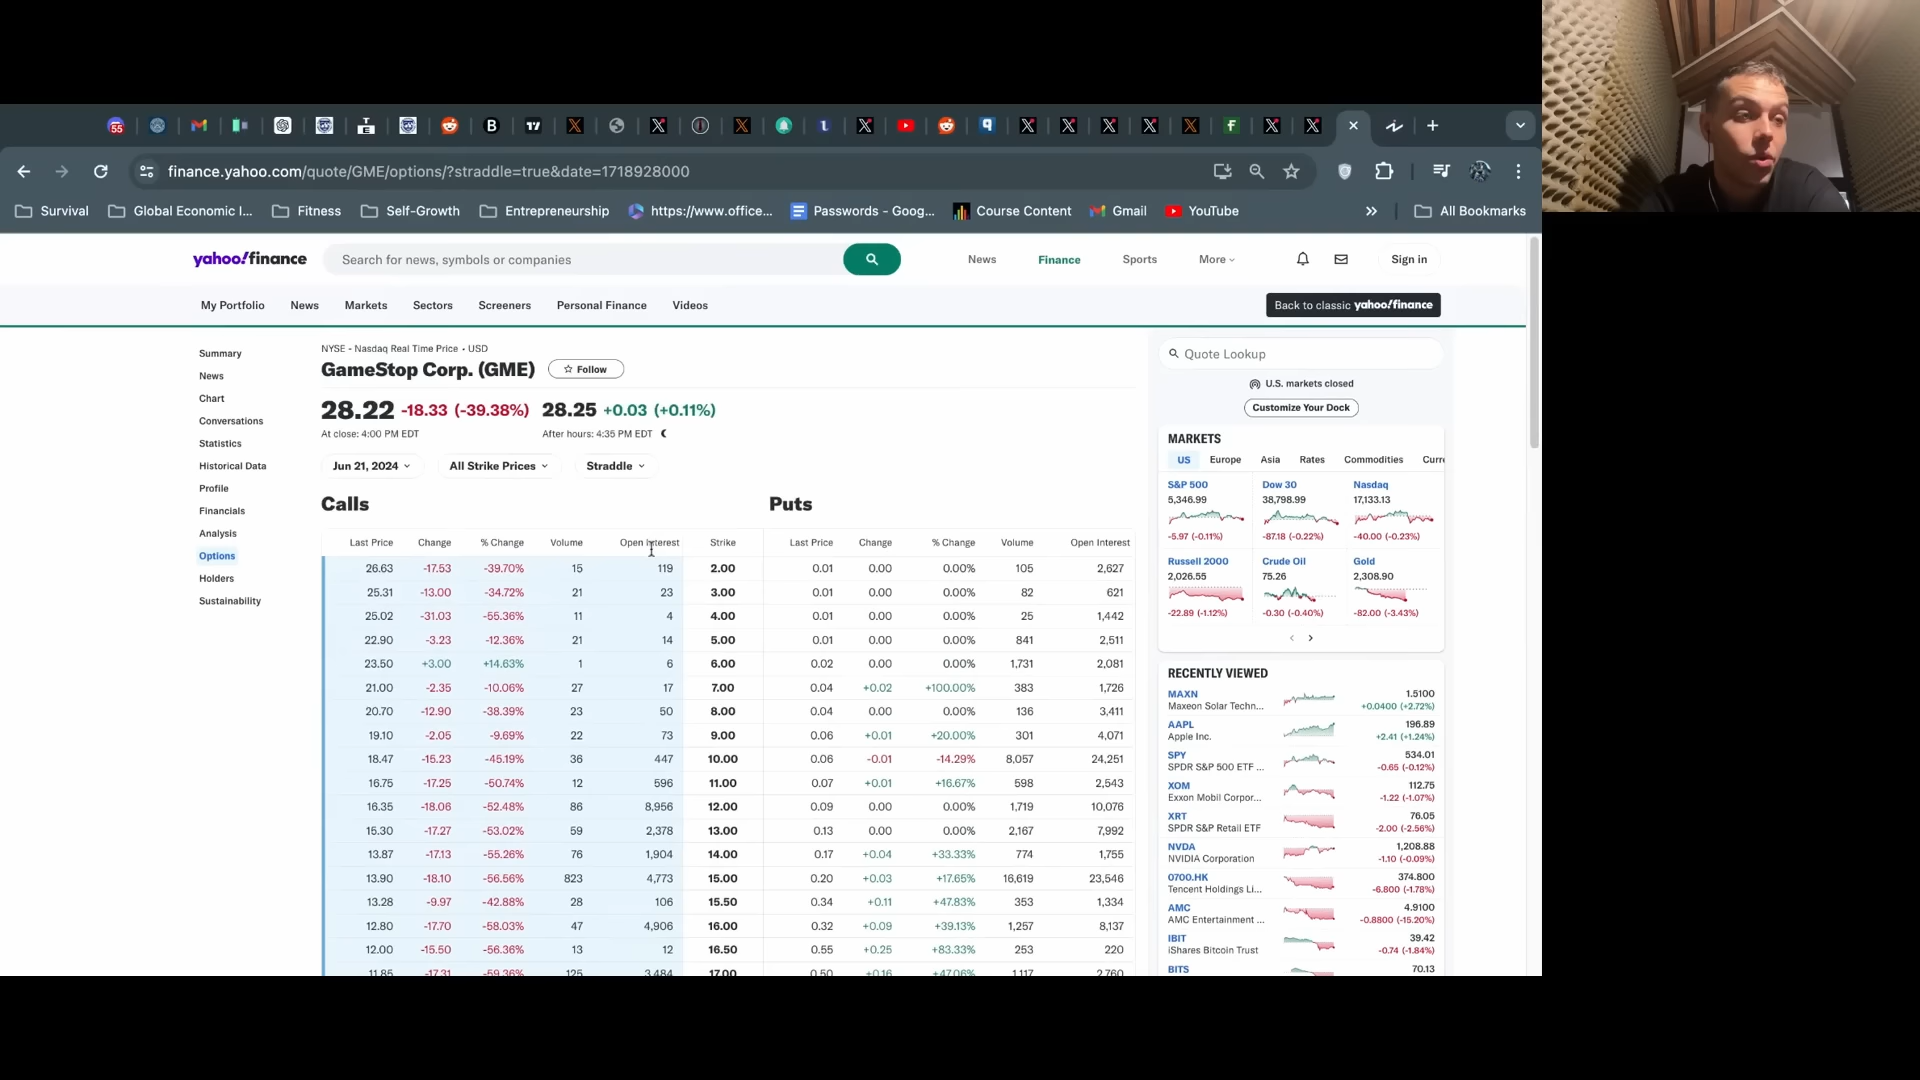 55
finance.yahoo.com/quote/GME/options/?straddle=true&date=1718928000
Survival Global Economic I... Fitness Self-Growth Entrepreneurship https://www.office... Passwords - Goog... Course Content Gmail YouTube All Bookmarks
yahoo!finance Search for news, symbols or companies News Finance Sports More Sign in
My Portfolio News Markets Sectors Screeners Personal Finance Videos Back to classic yahoo!finance
Summary
News
Chart
Conversations
Statistics
Historical Data
Profile
Financials
Analysis
Options
Holders
Sustainability
NYSE - Nasdaq Real Time Price • USD
GameStop Corp. (GME) Follow
28.22 -18.33 (-39.38%) 28.25 +0.03 (+0.11%)
At close: 4:00 PM EDT After hours: 4:35 PM EDT
Jun 21, 2024 All Strike Prices Straddle
Calls Puts
Last Price Change % Change Volume Open Interest Strike Last Price Change % Change Volume Open Interest
26.63 -17.53 -39.70% 15 119 2.00 0.01 0.00 0.00% 105 2,627
25.31 -13.00 -34.72% 21 23 3.00 0.01 0.00 0.00% 82 621
25.02 -31.03 -55.36% 11 4 4.00 0.01 0.00 0.00% 25 1,442
22.90 -3.23 -12.36% 21 14 5.00 0.01 0.00 0.00% 841 2,511
23.50 +3.00 +14.63% 1 6 6.00 0.02 0.00 0.00% 1,731 2,081
21.00 -2.35 -10.06% 27 17 7.00 0.04 +0.02 +100.00% 383 1,726
20.70 -12.90 -38.39% 23 50 8.00 0.04 0.00 0.00% 136 3,411
19.10 -2.05 -9.69% 22 73 9.00 0.06 +0.01 +20.00% 301 4,071
18.47 -15.23 -45.19% 36 447 10.00 0.06 -0.01 -14.29% 8,057 24,251
16.75 -17.25 -50.74% 12 596 11.00 0.07 +0.01 +16.67% 598 2,543
16.35 -18.06 -52.48% 86 8,956 12.00 0.09 0.00 0.00% 1,719 10,076
15.30 -17.27 -53.02% 59 2,378 13.00 0.13 0.00 0.00% 2,167 7,992
13.87 -17.13 -55.26% 76 1,904 14.00 0.17 +0.04 +33.33% 774 1,755
13.90 -18.10 -56.56% 823 4,773 15.00 0.20 +0.03 +17.65% 16,619 23,546
13.28 -9.97 -42.88% 28 106 15.50 0.34 +0.11 +47.83% 353 1,334
12.80 -17.70 -58.03% 47 4,906 16.00 0.32 +0.09 +39.13% 1,257 8,137
12.00 -15.50 -56.36% 13 12 16.50 0.55 +0.25 +83.33% 253 220
11.85 -17.31 -59.36% 125 3,484 17.00 0.50 +0.16 +47.06% 1,117 2,760
Quote Lookup
U.S. markets closed
Customize Your Dock
MARKETS
US Europe Asia Rates Commodities Curre
S&P 500 Dow 30 Nasdaq
5,346.99 38,798.99 17,133.13
-5.97 (-0.11%) -87.18 (-0.22%) -40.00 (-0.23%)
Russell 2000 Crude Oil Gold
2,026.55 75.26 2,308.90
-22.89 (-1.12%) -0.30 (-0.40%) -82.00 (-3.43%)
RECENTLY VIEWED
MAXN 1.5100
Maxeon Solar Techn... +0.0400 (+2.72%)
AAPL 196.89
Apple Inc. +2.41 (+1.24%)
SPY 534.01
SPDR S&P 500 ETF ... -0.65 (-0.12%)
XOM 112.75
Exxon Mobil Corpor... -1.22 (-1.07%)
XRT 76.05
SPDR S&P Retail ETF -2.00 (-2.56%)
NVDA 1,208.88
NVIDIA Corporation -1.10 (-0.09%)
0700.HK 374.800
Tencent Holdings Li... -6.800 (-1.78%)
AMC 4.9100
AMC Entertainment ... -0.8800 (-15.20%)
IBIT 39.42
iShares Bitcoin Trust -0.74 (-1.84%)
BITS 70.13